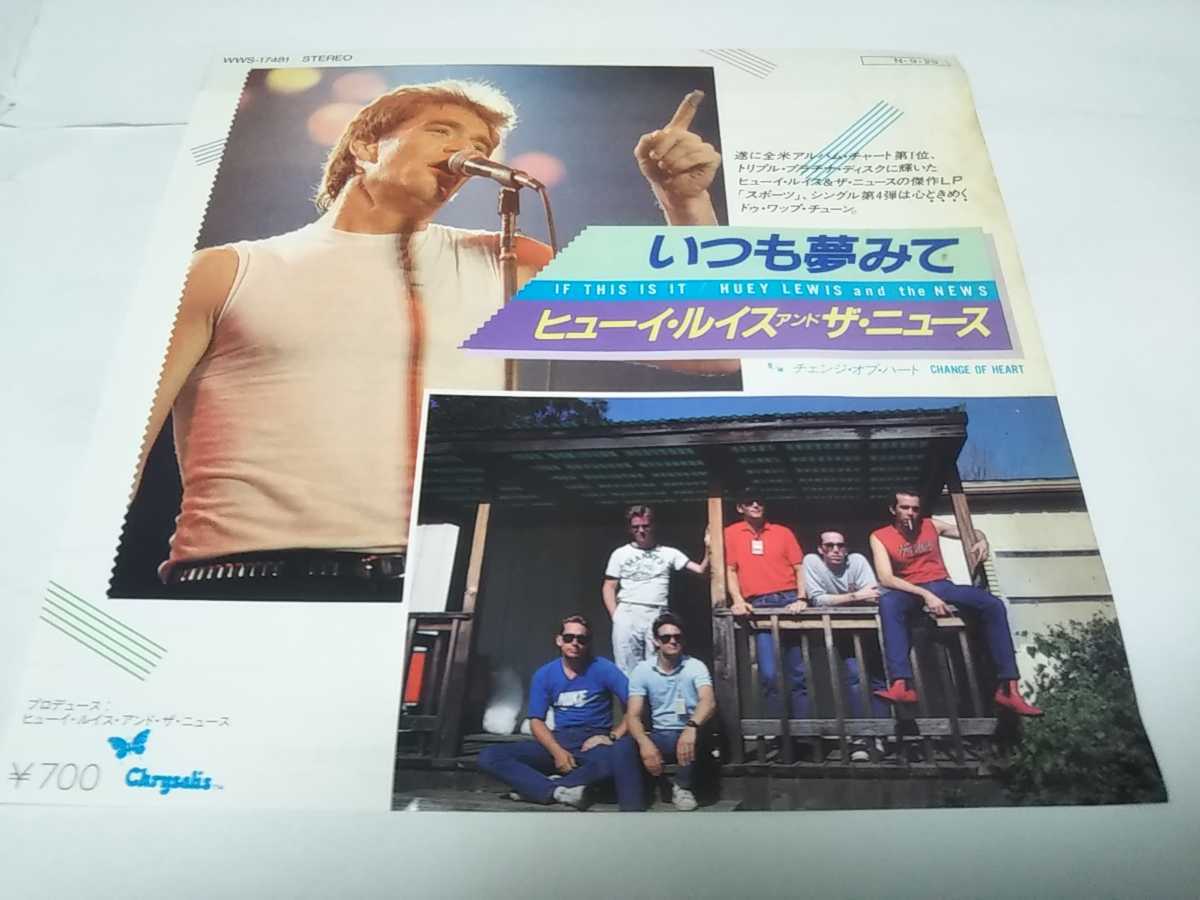 WWS-17481 STEREO
遂に全米アルバム・チャート第1位、
トリプル・プラチナ・ディスクに輝いた
ヒューイ・ルイス&ザ・ニュースの傑作LP
「スポーツ」、シングル第4弾は心ときめく
ドゥ・ワップ・チューン。
いつも夢みて
IF THIS IS IT / HUEY LEWIS and the NEWS
ヒューイ・ルイス アンド ザ・ニュース
チェンジ・オブ・ハート CHANGE OF HEART
NIKE
プロデュース:
ヒューイ・ルイス・アンド・ザ・ニュース
¥700
Chrysalis